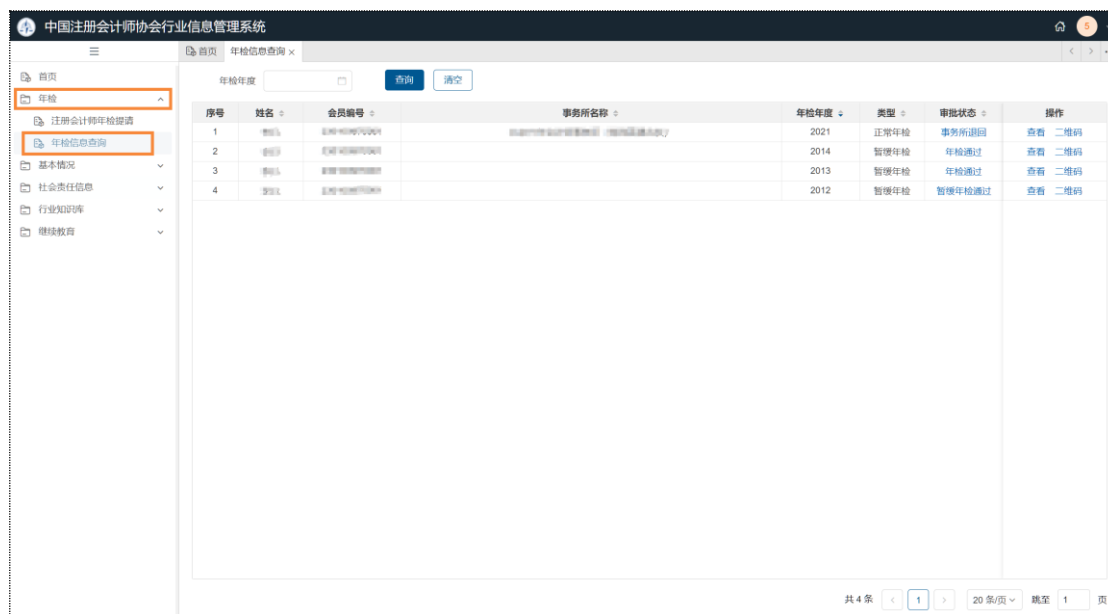 中国注册会计师协会行业信息管理系统
5
首页 年检信息查询 ×
首页
年检
注册会计师年检提请
年检信息查询
基本情况
社会责任信息
行业知识库
继续教育
年检年度 查询 清空
序号 姓名 会员编号 事务所名称 年检年度 类型 审批状态 操作
1 2021 正常年检 事务所退回 查看 二维码
2 2014 暂缓年检 年检通过 查看 二维码
3 2013 暂缓年检 年检通过 查看 二维码
4 2012 暂缓年检 暂缓年检通过 查看 二维码
共 4 条 < 1 > 20 条/页 跳至 1 页